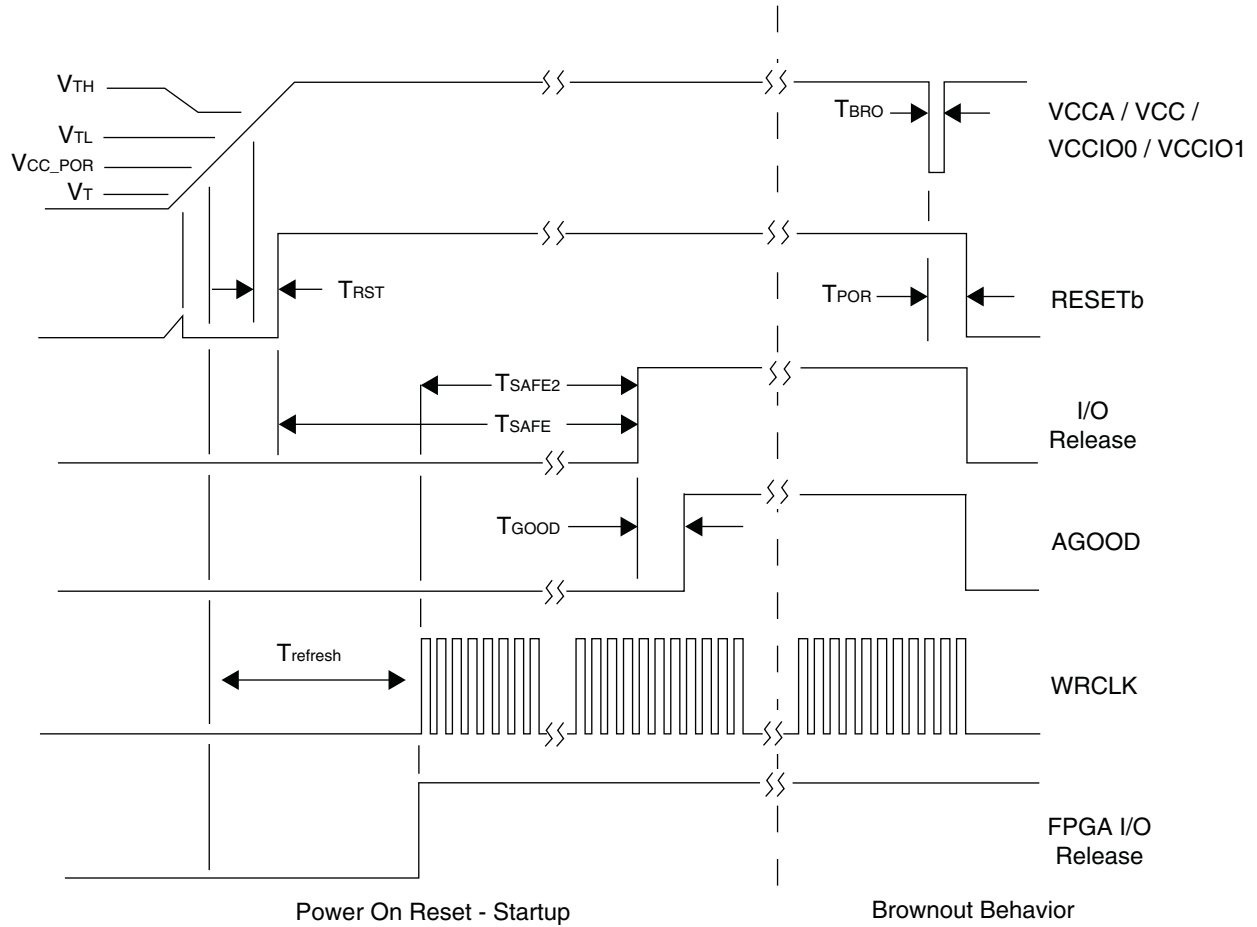 VTH
VTL
VCC_POR
VT
TBRO
VCCA / VCC /
VCCIO0 / VCCIO1
TRST
TPOR
RESETb
TSAFE2
TSAFE
I/O
Release
TGOOD
AGOOD
Trefresh
WRCLK
FPGA I/O
Release
Power On Reset - Startup
Brownout Behavior